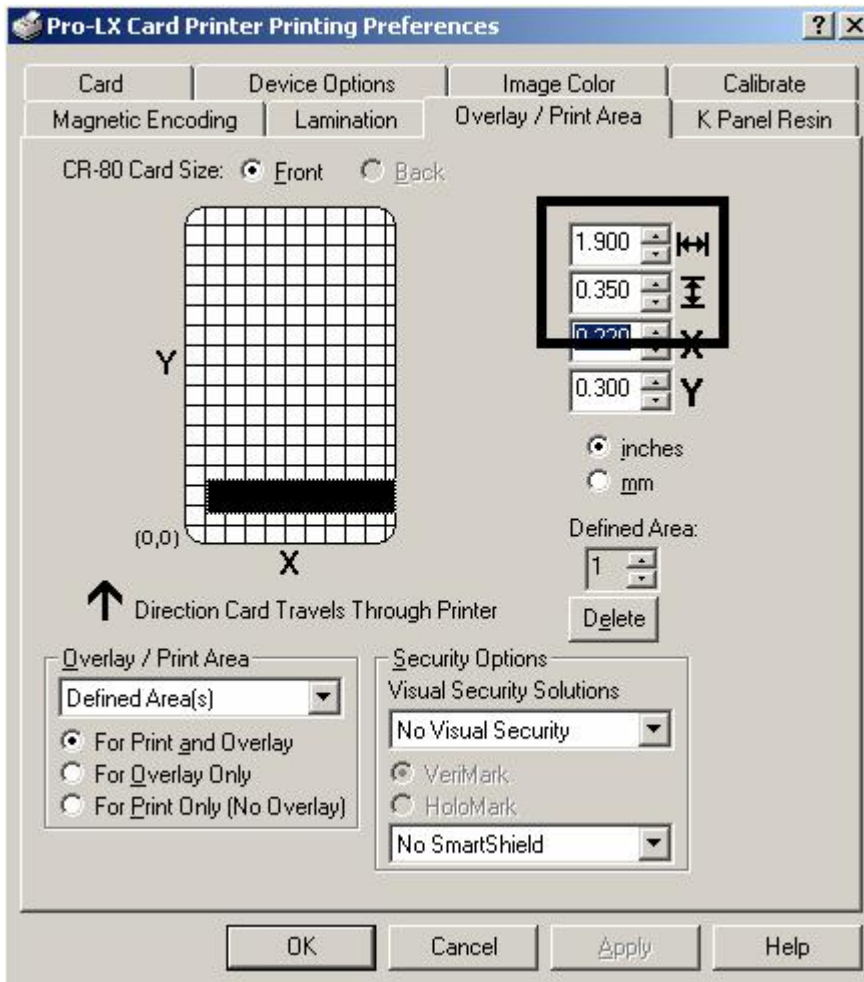 Pro-LX Card Printer Printing Preferences
Card Device Options Image Color Calibrate
Magnetic Encoding Lamination Overlay / Print Area K Panel Resin
CR-80 Card Size: Front Back
1.900
0.350
0.220 X
Y 0.300 Y
inches
mm
(0,0) Defined Area:
X 1
Direction Card Travels Through Printer Delete
Overlay / Print Area Security Options
Defined Area(s) Visual Security Solutions
For Print and Overlay No Visual Security
For Overlay Only VeriMark
For Print Only (No Overlay) HoloMark
No SmartShield
OK Cancel Apply Help